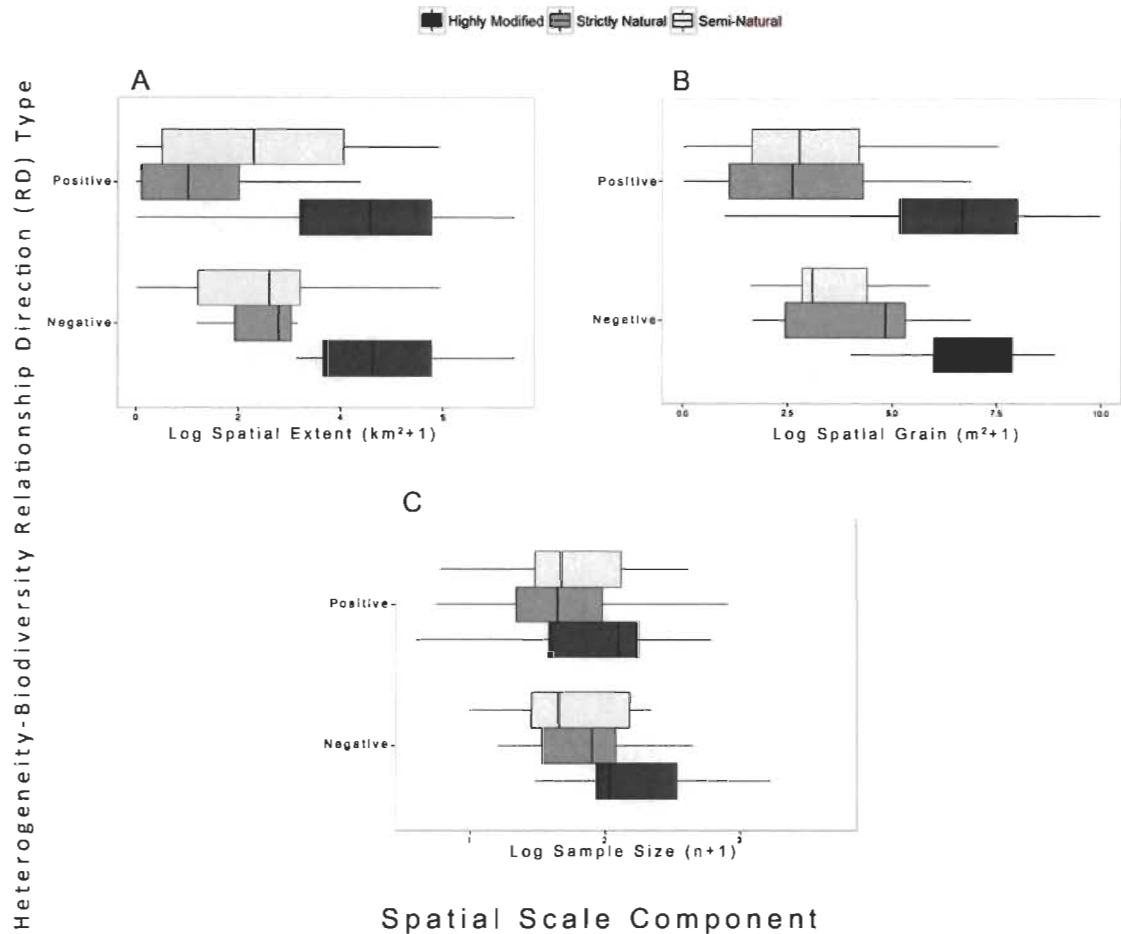 Highly Modified Strictly Natural Semi-Natural
Heterogeneity-Biodiversity Relationship Direction (RD) Type
A
Positive
Negative
0 2 4 6
Log Spatial Extent (km²+1)
B
Positive
Negative
0.0 2.5 5.0 7.5 10.0
Log Spatial Grain (m²+1)
C
Positive
Negative
1 2 3
Log Sample Size (n+1)
Spatial Scale Component